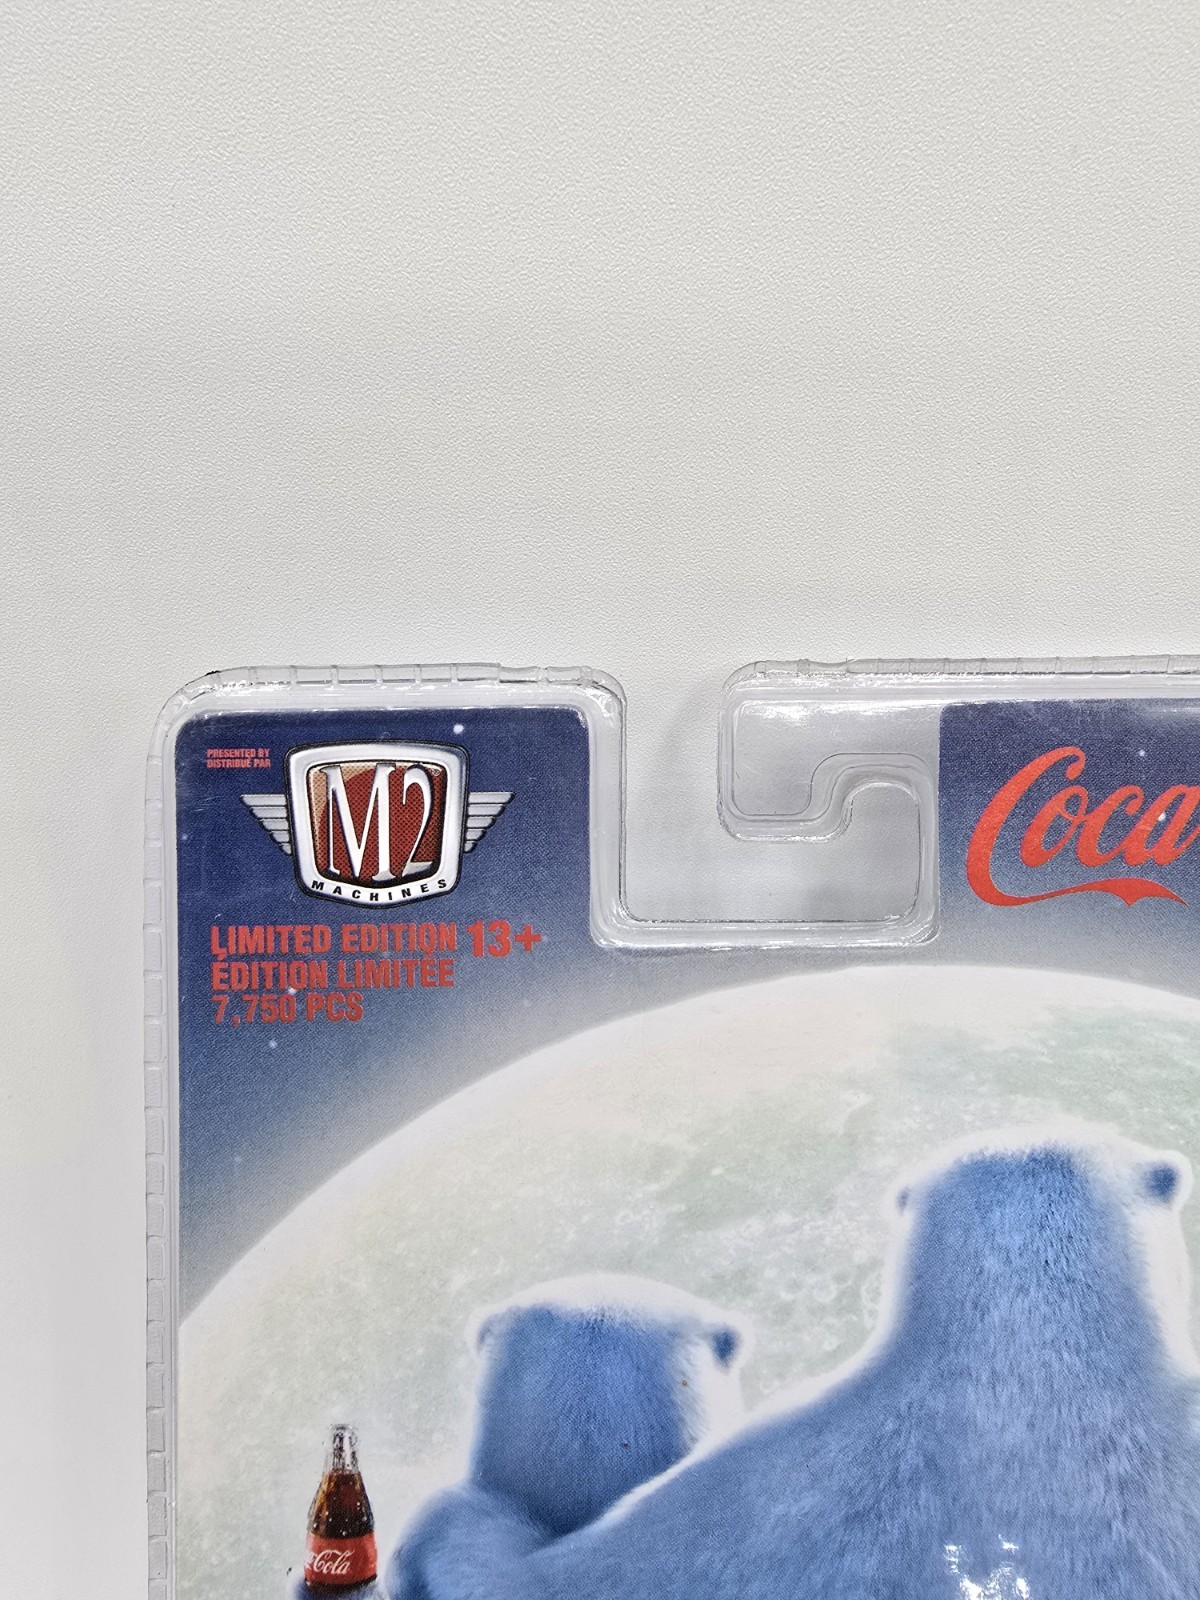 PRESENTED BY
DISTRIBUÉ PAR
M2
MACHINES
LIMITED EDITION 13+
ÉDITION LIMITÉE
7,750 PCS
Coca
Coca-Cola